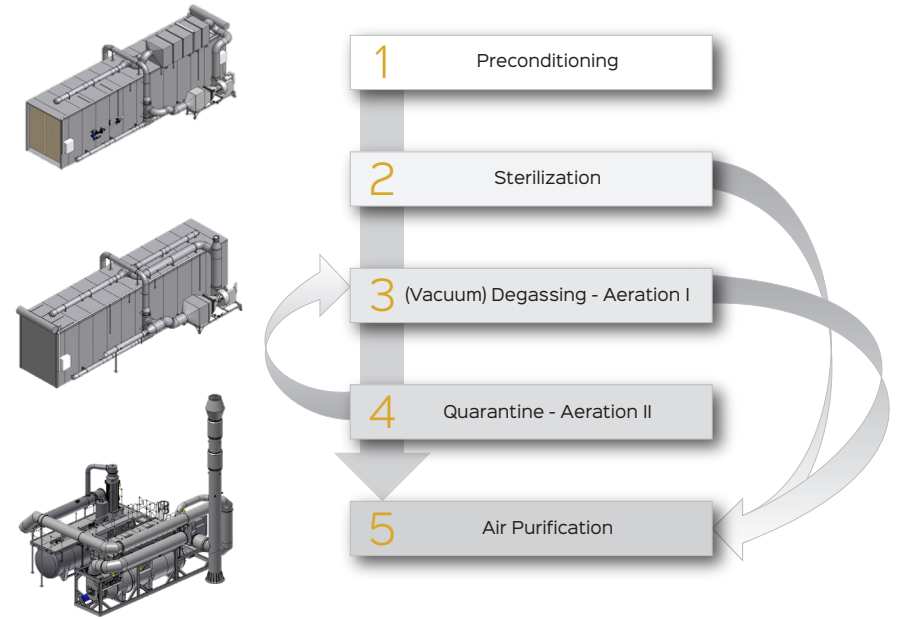 1 Preconditioning
2 Sterilization
3 (Vacuum) Degassing - Aeration I
4 Quarantine - Aeration II
5 Air Purification